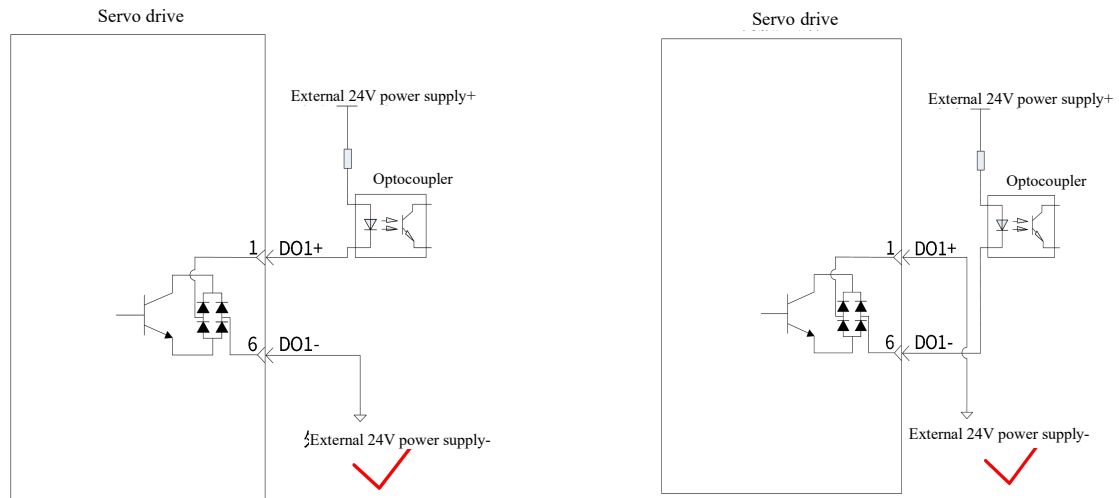 Servo drive
External 24V power supply+
Optocoupler
1 DO1+
6 DO1-
External 24V power supply-
Servo drive
External 24V power supply+
Optocoupler
1 DO1+
6 DO1-
External 24V power supply-